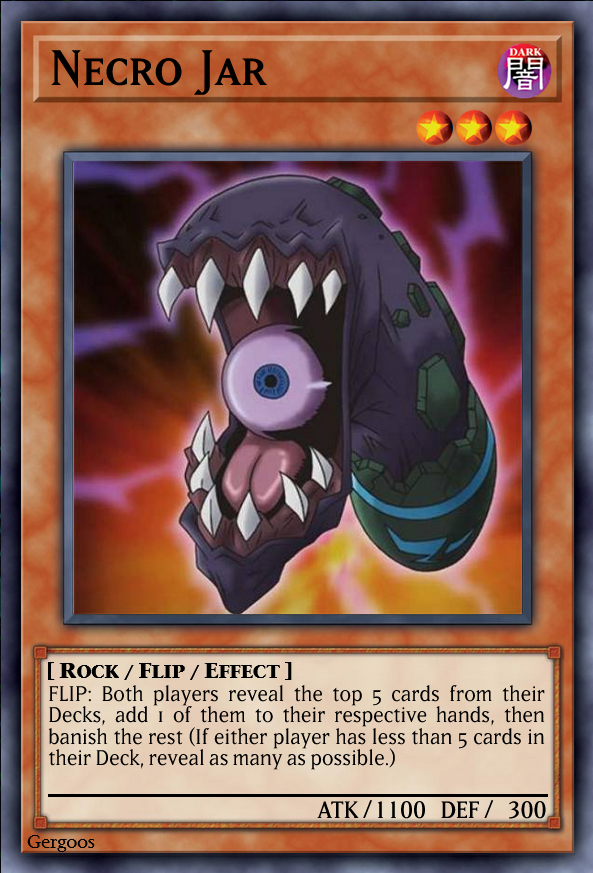 Necro Jar
DARK
闇
[ Rock / Flip / Effect ]
FLIP: Both players reveal the top 5 cards from their
Decks, add 1 of them to their respective hands, then
banish the rest (If either player has less than 5 cards in
their Deck, reveal as many as possible.)
ATK / 1100 DEF / 300
Gergoos